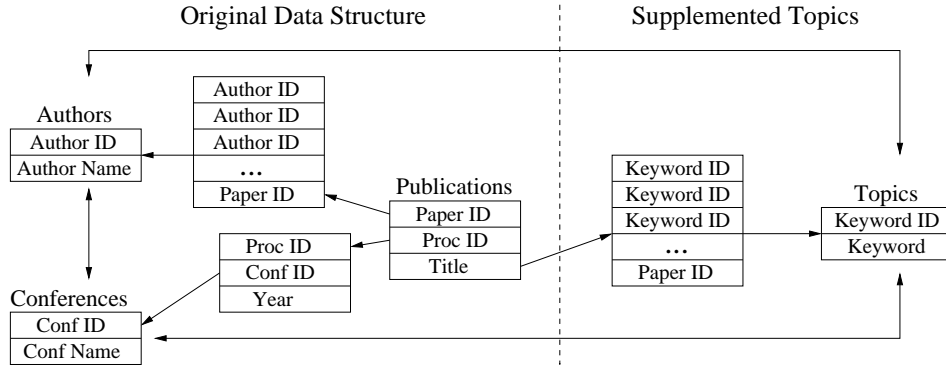 Original Data Structure
Supplemented Topics
Authors
Author ID
Author Name
Author ID
Author ID
Author ID
...
Paper ID
Publications
Paper ID
Proc ID
Title
Proc ID
Conf ID
Year
Conferences
Conf ID
Conf Name
Keyword ID
Keyword ID
Keyword ID
...
Paper ID
Topics
Keyword ID
Keyword